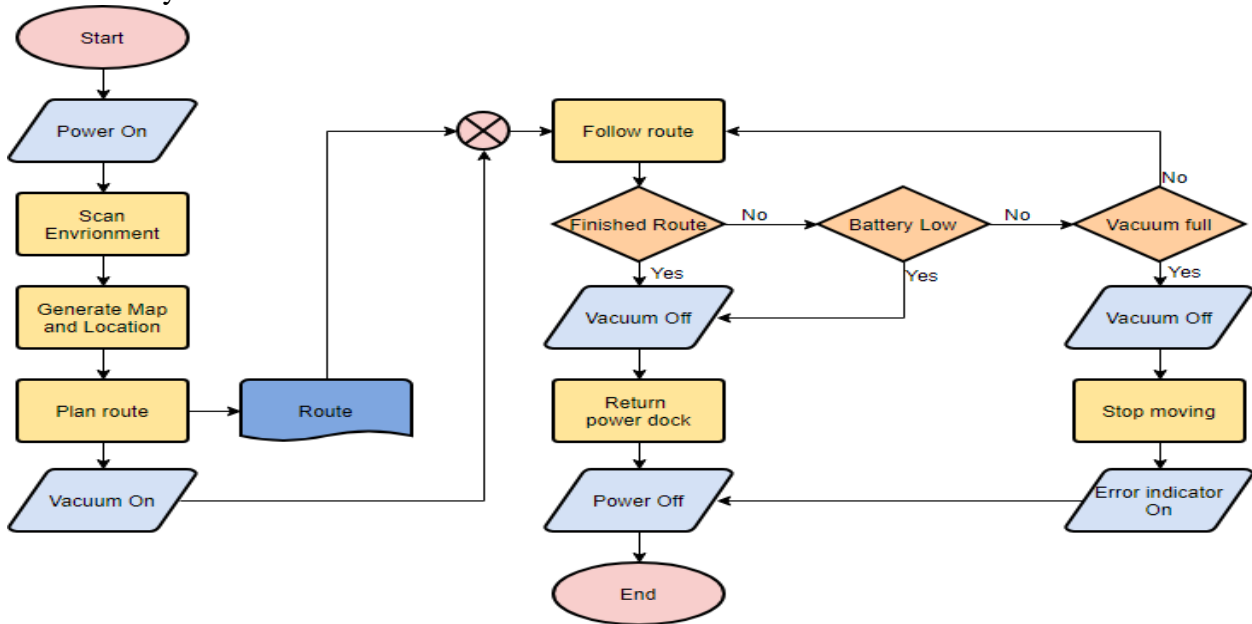 Start
Power On
Scan
Envrionment
Generate Map
and Location
Plan route
Route
Vacuum On
Follow route
Finished Route
No
Battery Low
No
Vacuum full
No
Yes
Yes
Yes
Vacuum Off
Vacuum Off
Return
power dock
Stop moving
Power Off
Error indicator
On
End